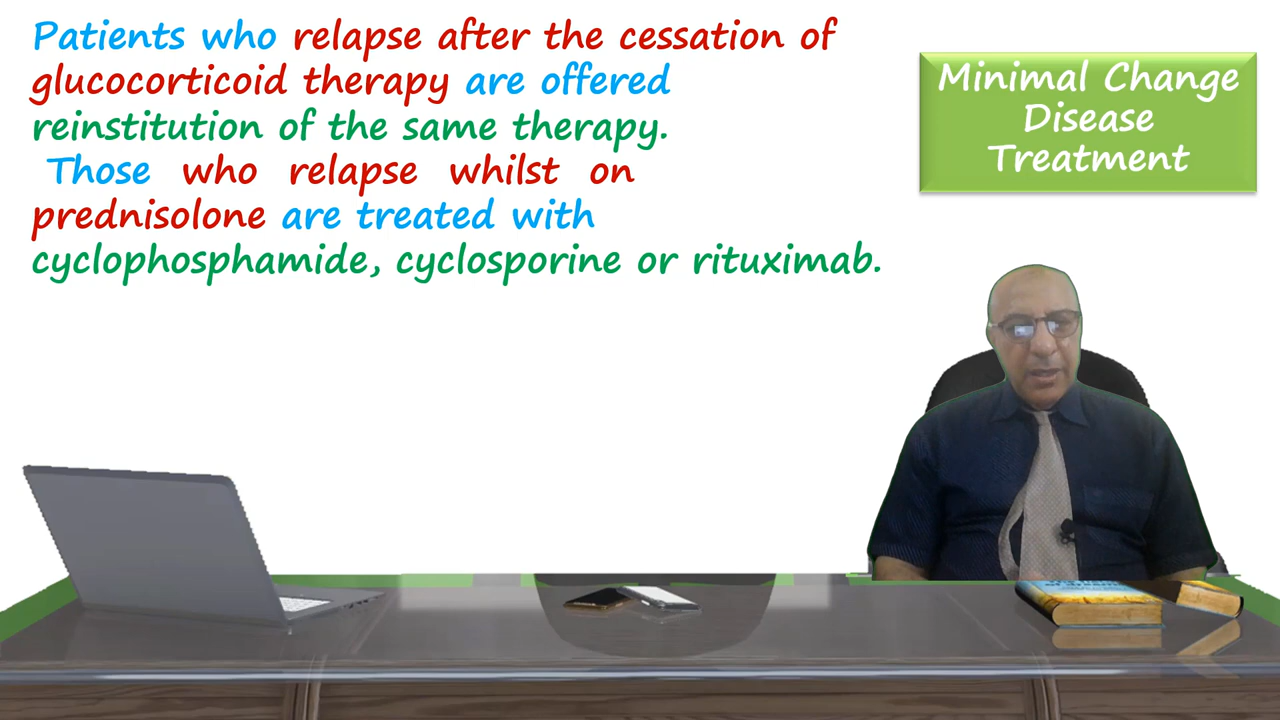 Patients who relapse after the cessation of
glucocorticoid therapy are offered
reinstitution of the same therapy.
Those who relapse whilst on
prednisolone are treated with
cyclophosphamide, cyclosporine or rituximab.
Minimal Change
Disease
Treatment